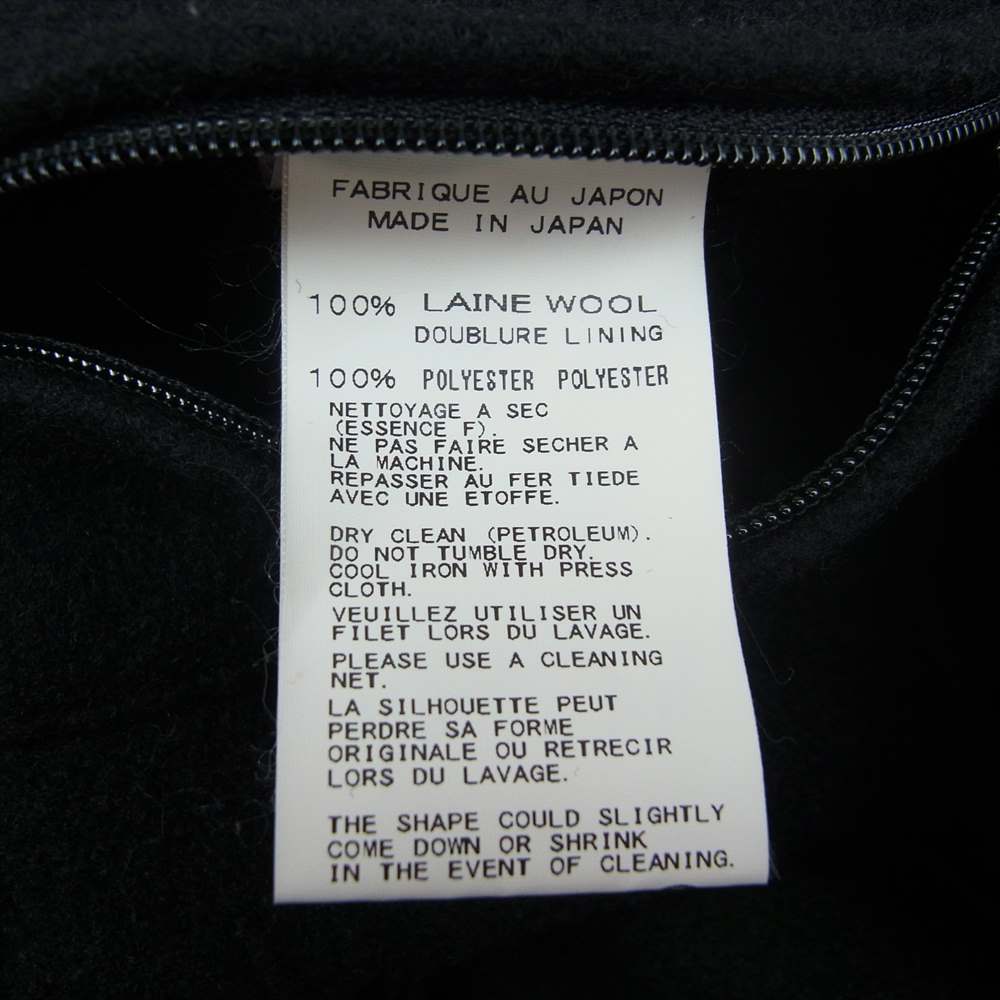 FABRIQUE AU JAPON
MADE IN JAPAN
100% LAINE WOOL
DOUBLURE LINING
100% POLYESTER POLYESTER
NETTOYAGE A SEC
(ESSENCE F).
NE PAS FAIRE SECHER A
LA MACHINE.
REPASSER AU FER TIEDE
AVEC UNE ETOFFE.
DRY CLEAN (PETROLEUM).
DO NOT TUMBLE DRY.
COOL IRON WITH PRESS
CLOTH.
VEUILLEZ UTILISER UN
FILET LORS DU LAVAGE.
PLEASE USE A CLEANING
NET.
LA SILHOUETTE PEUT
PERDRE SA FORME
ORIGINALE OU RETRECIR
LORS DU LAVAGE.
THE SHAPE COULD SLIGHTLY
COME DOWN OR SHRINK
IN THE EVENT OF CLEANING.